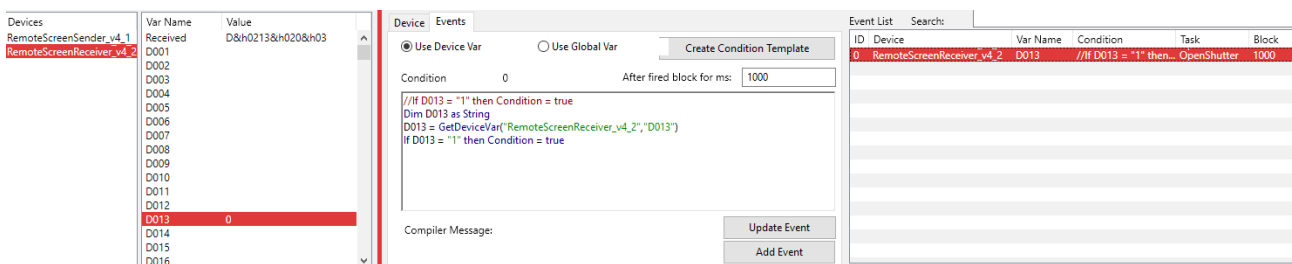 Devices
RemoteScreenSender_v4_1
RemoteScreenReceiver_v4_2
Var Name Value
Received D&h0213&h020&h03
D001
D002
D003
D004
D005
D006
D007
D008
D009
D010
D011
D012
D013 0
D014
D015
D016
Device Events
Use Device Var Use Global Var Create Condition Template
Condition 0 After fired block for ms: 1000
//If D013 = "1" then Condition = true
Dim D013 as String
D013 = GetDeviceVar("RemoteScreenReceiver_v4_2","D013")
If D013 = "1" then Condition = true
Compiler Message:
Update Event
Add Event
Event List Search:
ID Device Var Name Condition Task Block
0 RemoteScreenReceiver_v4_2 D013 //If D013 = "1" then... OpenShutter 1000